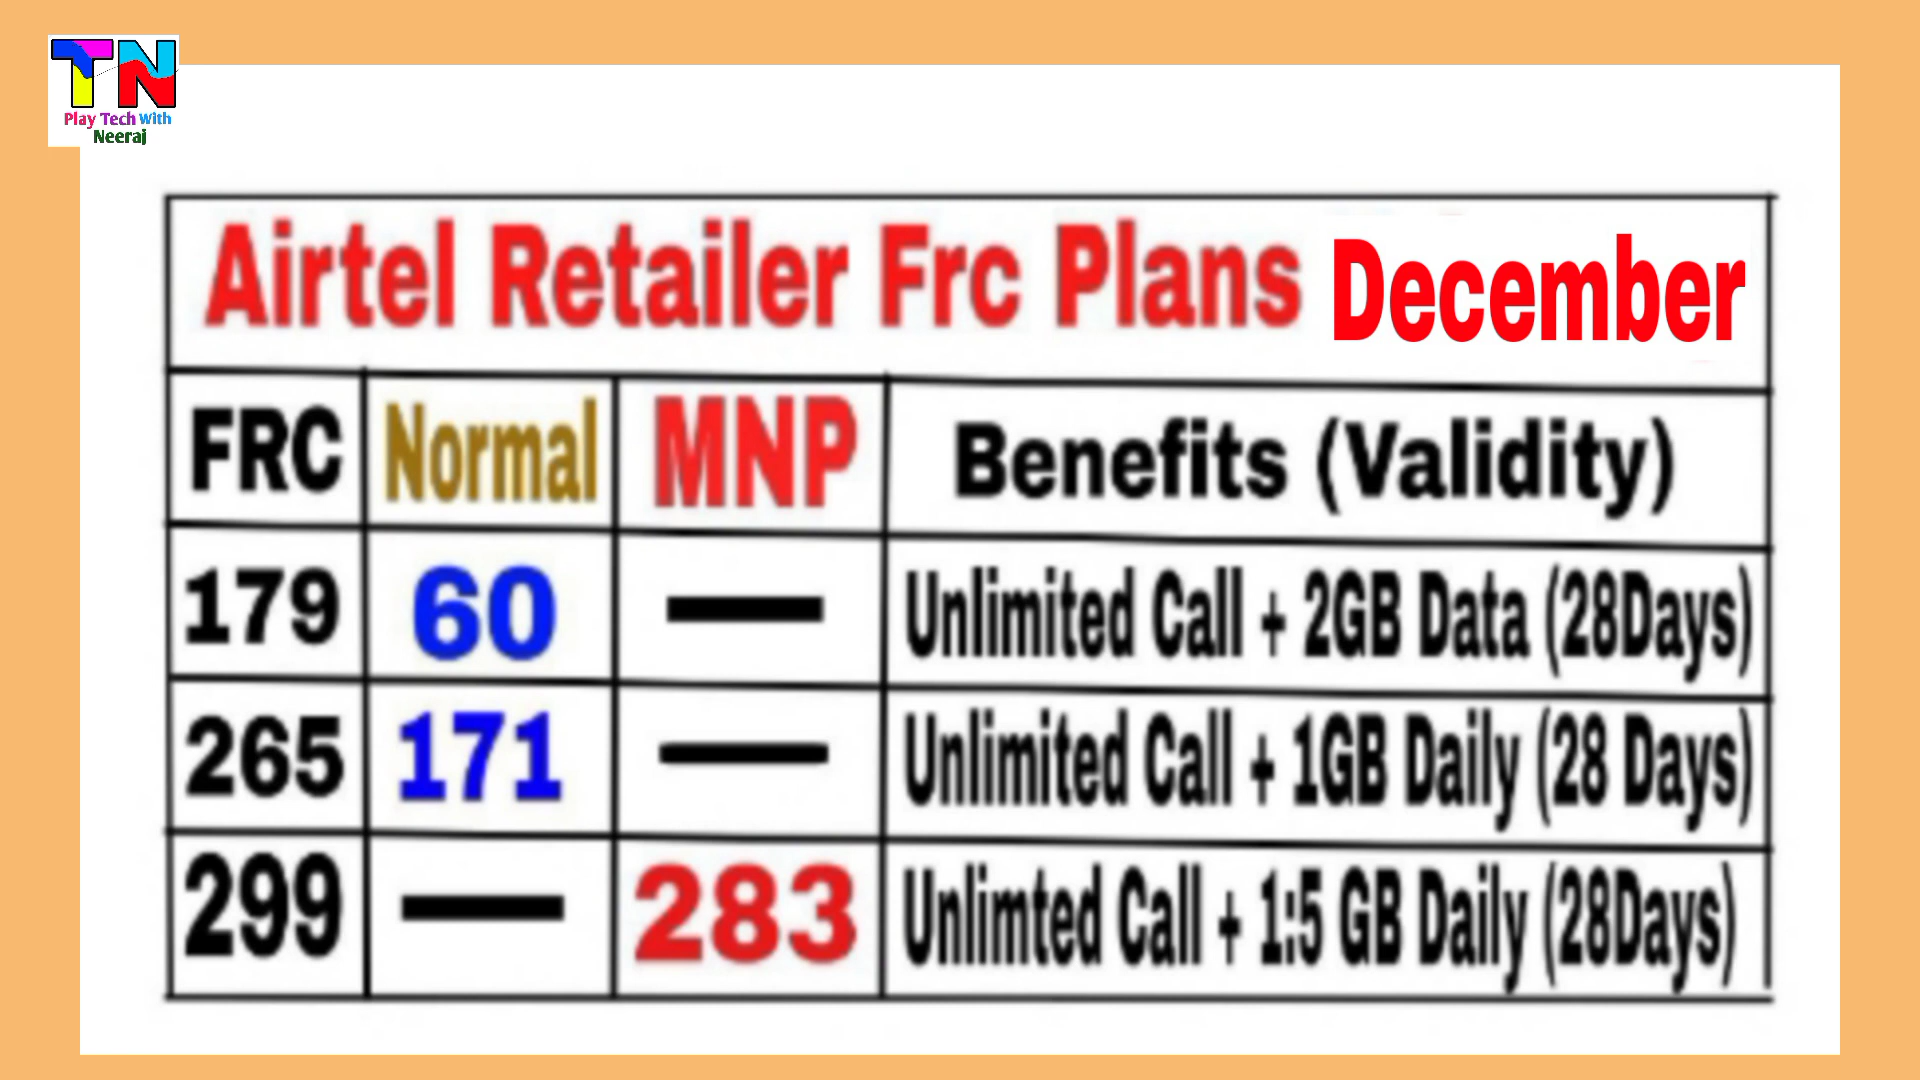 TN
Play Tech With
Neeraj
Airtel Retailer Frc Plans December
FRC Normal MNP Benefits (Validity)
179 60 — Unlimited Call + 2GB Data (28Days)
265 171 — Unlimited Call + 1GB Daily (28 Days)
299 — 283 Unlimted Call + 1:5 GB Daily (28Days)